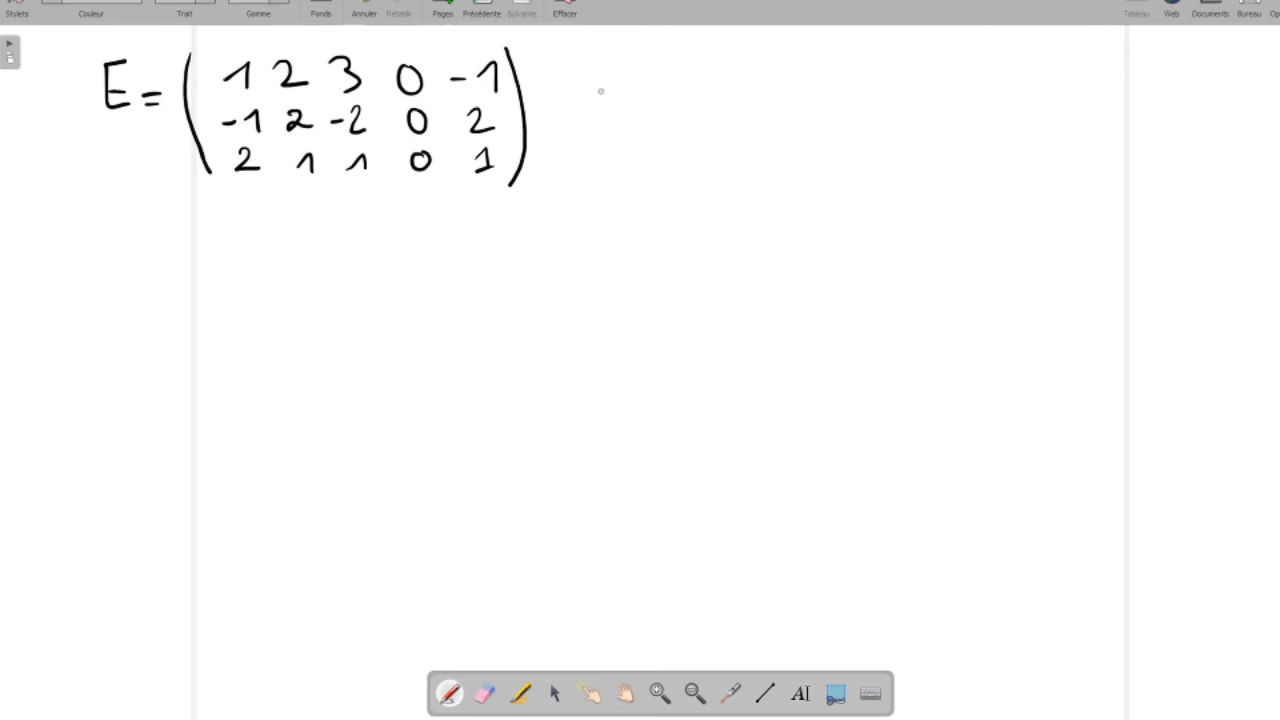 Stylets Couleur Trait Gomme Fonds Annuler Rétablir Pages Précédente Suivante Effacer Tableau Web Documents Bureau
E = ( 1 2 3 0 -1 )
-1 2 -2 0 2
2 1 1 0 1
AI